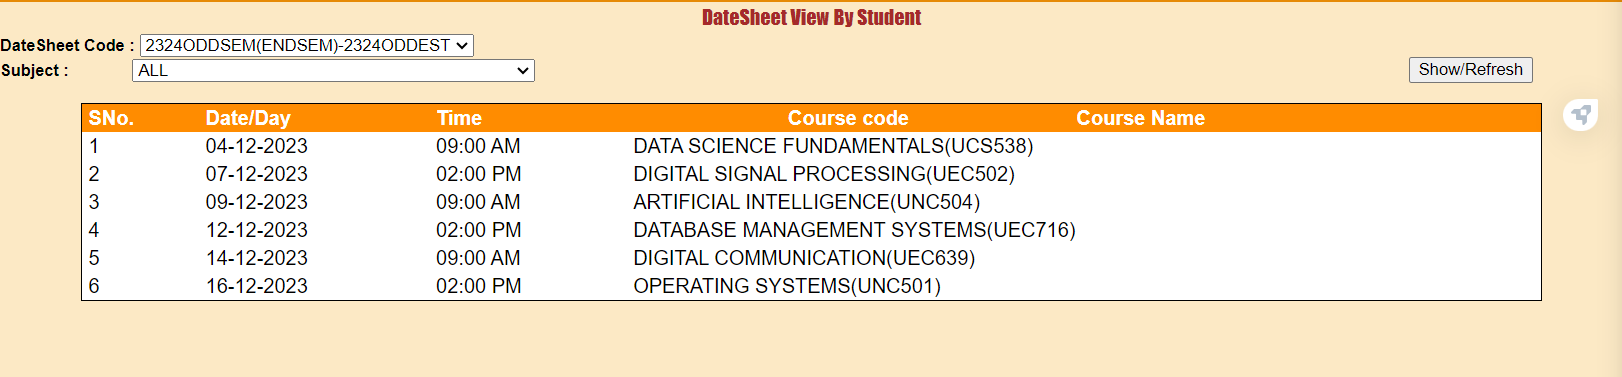 DateSheet View By Student
DateSheet Code : 2324ODDSEM(ENDSEM)-2324ODDEST
Subject : ALL Show/Refresh
SNo. Date/Day Time Course code Course Name
1 04-12-2023 09:00 AM DATA SCIENCE FUNDAMENTALS(UCS538)
2 07-12-2023 02:00 PM DIGITAL SIGNAL PROCESSING(UEC502)
3 09-12-2023 09:00 AM ARTIFICIAL INTELLIGENCE(UNC504)
4 12-12-2023 02:00 PM DATABASE MANAGEMENT SYSTEMS(UEC716)
5 14-12-2023 09:00 AM DIGITAL COMMUNICATION(UEC639)
6 16-12-2023 02:00 PM OPERATING SYSTEMS(UNC501)